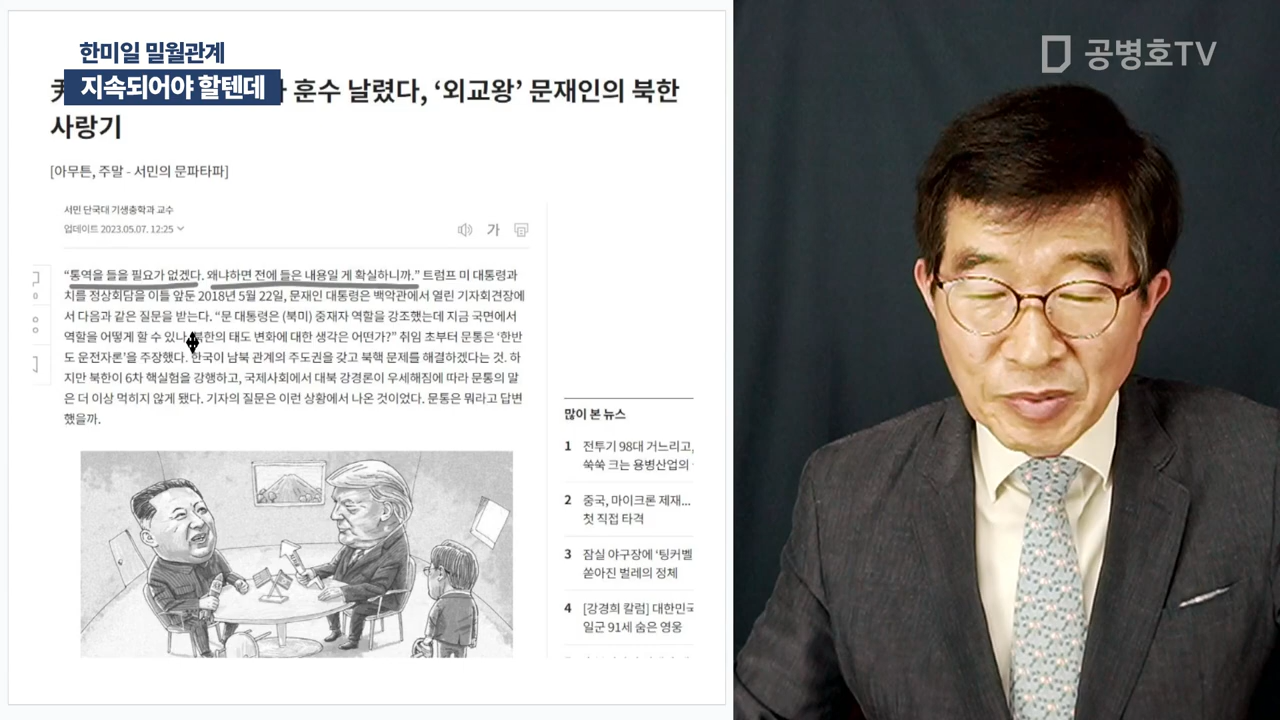 한미일 밀월관계
지속되어야 할텐데
훈수 날렸다, ‘외교왕’ 문재인의 북한
사랑기
[아무튼, 주말 - 서민의 문파타파]
서민 단국대 기생충학과 교수
업데이트 2023.05.07. 12:25
가
“통역을 들을 필요가 없겠다. 왜냐하면 전에 들은 내용일 게 확실하니까.” 트럼프 미 대통령과
치를 정상회담을 이틀 앞둔 2018년 5월 22일, 문재인 대통령은 백악관에서 열린 기자회견장에
서 다음과 같은 질문을 받는다. “문 대통령은 (북미) 중재자 역할을 강조했는데 지금 국면에서
역할을 어떻게 할 수 있나. 북한의 태도 변화에 대한 생각은 어떤가?” 취임 초부터 문통은 ‘한반
도 운전자론’을 주장했다. 한국이 남북 관계의 주도권을 갖고 북핵 문제를 해결하겠다는 것. 하
지만 북한이 6차 핵실험을 강행하고, 국제사회에서 대북 강경론이 우세해짐에 따라 문통의 말
은 더 이상 먹히지 않게 됐다. 기자의 질문은 이런 상황에서 나온 것이었다. 문통은 뭐라고 답변
했을까.
많이 본 뉴스
1 전투기 98대 거느리고,
쑥쑥 크는 용병산업의
2 중국, 마이크론 제재...
첫 직접 타격
3 잠실 야구장에 ‘팅커벨
쏟아진 벌레의 정체
4 [강경희 칼럼] 대한민국
일군 91세 숨은 영웅
공병호TV